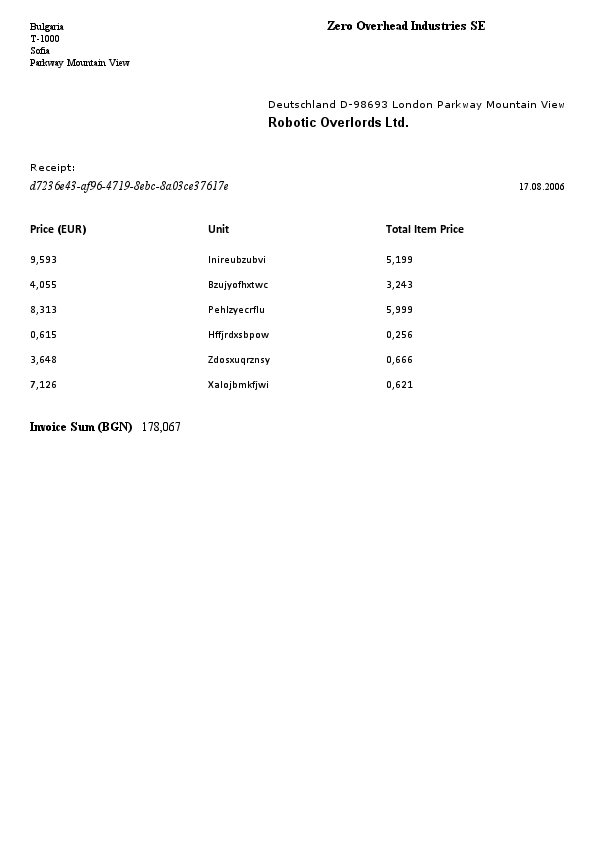 Bulgaria
T-1000
Sofia
Parkway Mountain View
Zero Overhead Industries SE
Deutschland D-98693 London Parkway Mountain View
Robotic Overlords Ltd.
Receipt:
d7236e43-af96-4719-8ebc-8a03ce37617e
17.08.2006
Price (EUR) Unit Total Item Price
9,593 Inireubzubvi 5,199
4,055 Bzujyofhxtwc 3,243
8,313 Pehlzyecrflu 5,999
0,615 Hffjrdxsbpow 0,256
3,648 Zdosxuqrznsy 0,666
7,126 Xalojbmkfjwi 0,621
Invoice Sum (BGN) 178,067